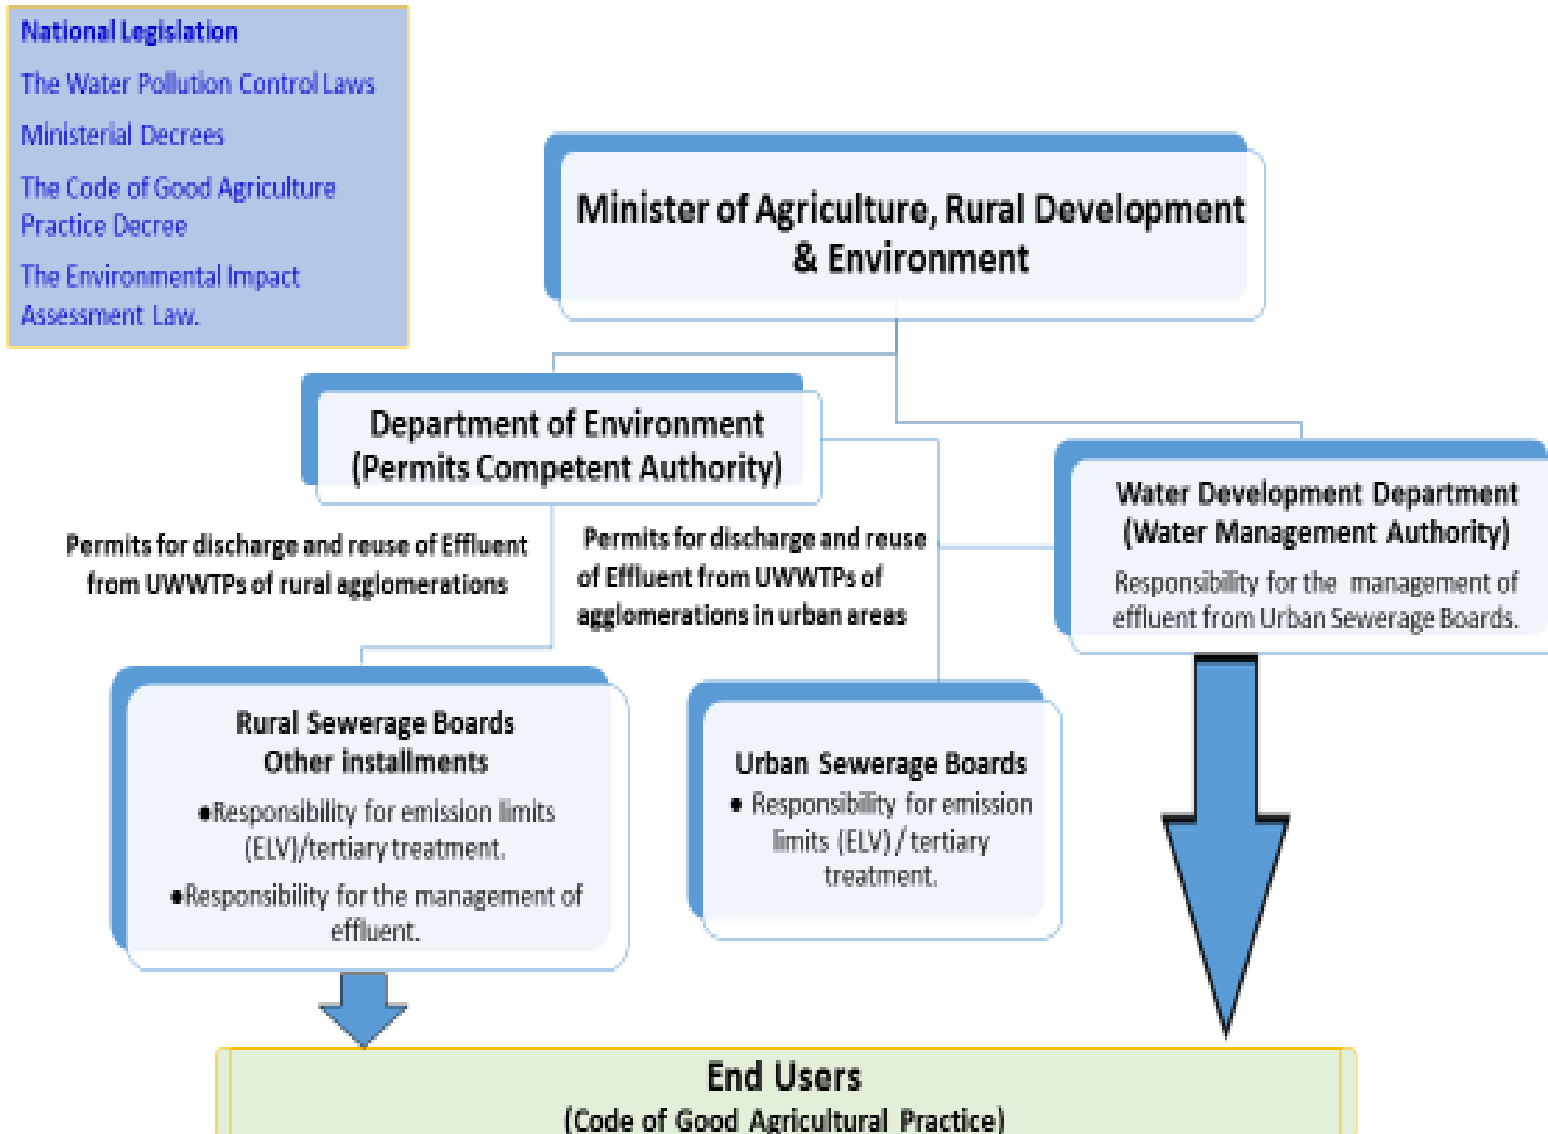 National Legislation
The Water Pollution Control Laws
Ministerial Decrees
The Code of Good Agriculture
Practice Decree
The Environmental Impact
Assessment Law.
Minister of Agriculture, Rural Development
& Environment
Department of Environment
(Permits Competent Authority)
Water Development Department
(Water Management Authority)
Responsibility for the management of
effluent from Urban Sewerage Boards.
Permits for discharge and reuse of Effluent
from UWWTPs of rural agglomerations
Permits for discharge and reuse
of Effluent from UWWTPs of
agglomerations in urban areas
Rural Sewerage Boards
Other installments
●Responsibility for emission limits
(ELV)/tertiary treatment.
●Responsibility for the management of
effluent.
Urban Sewerage Boards
● Responsibility for emission
limits (ELV) / tertiary
treatment.
End Users
(Code of Good Agricultural Practice)